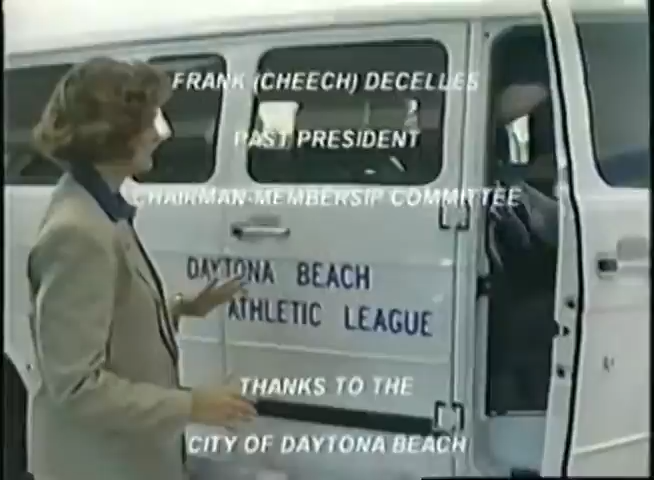 FRANK (CHEECH) DECELLES
PAST PRESIDENT
CHAIRMAN-MEMBERSIP COMMITTEE
DAYTONA BEACH
ATHLETIC LEAGUE
THANKS TO THE
CITY OF DAYTONA BEACH